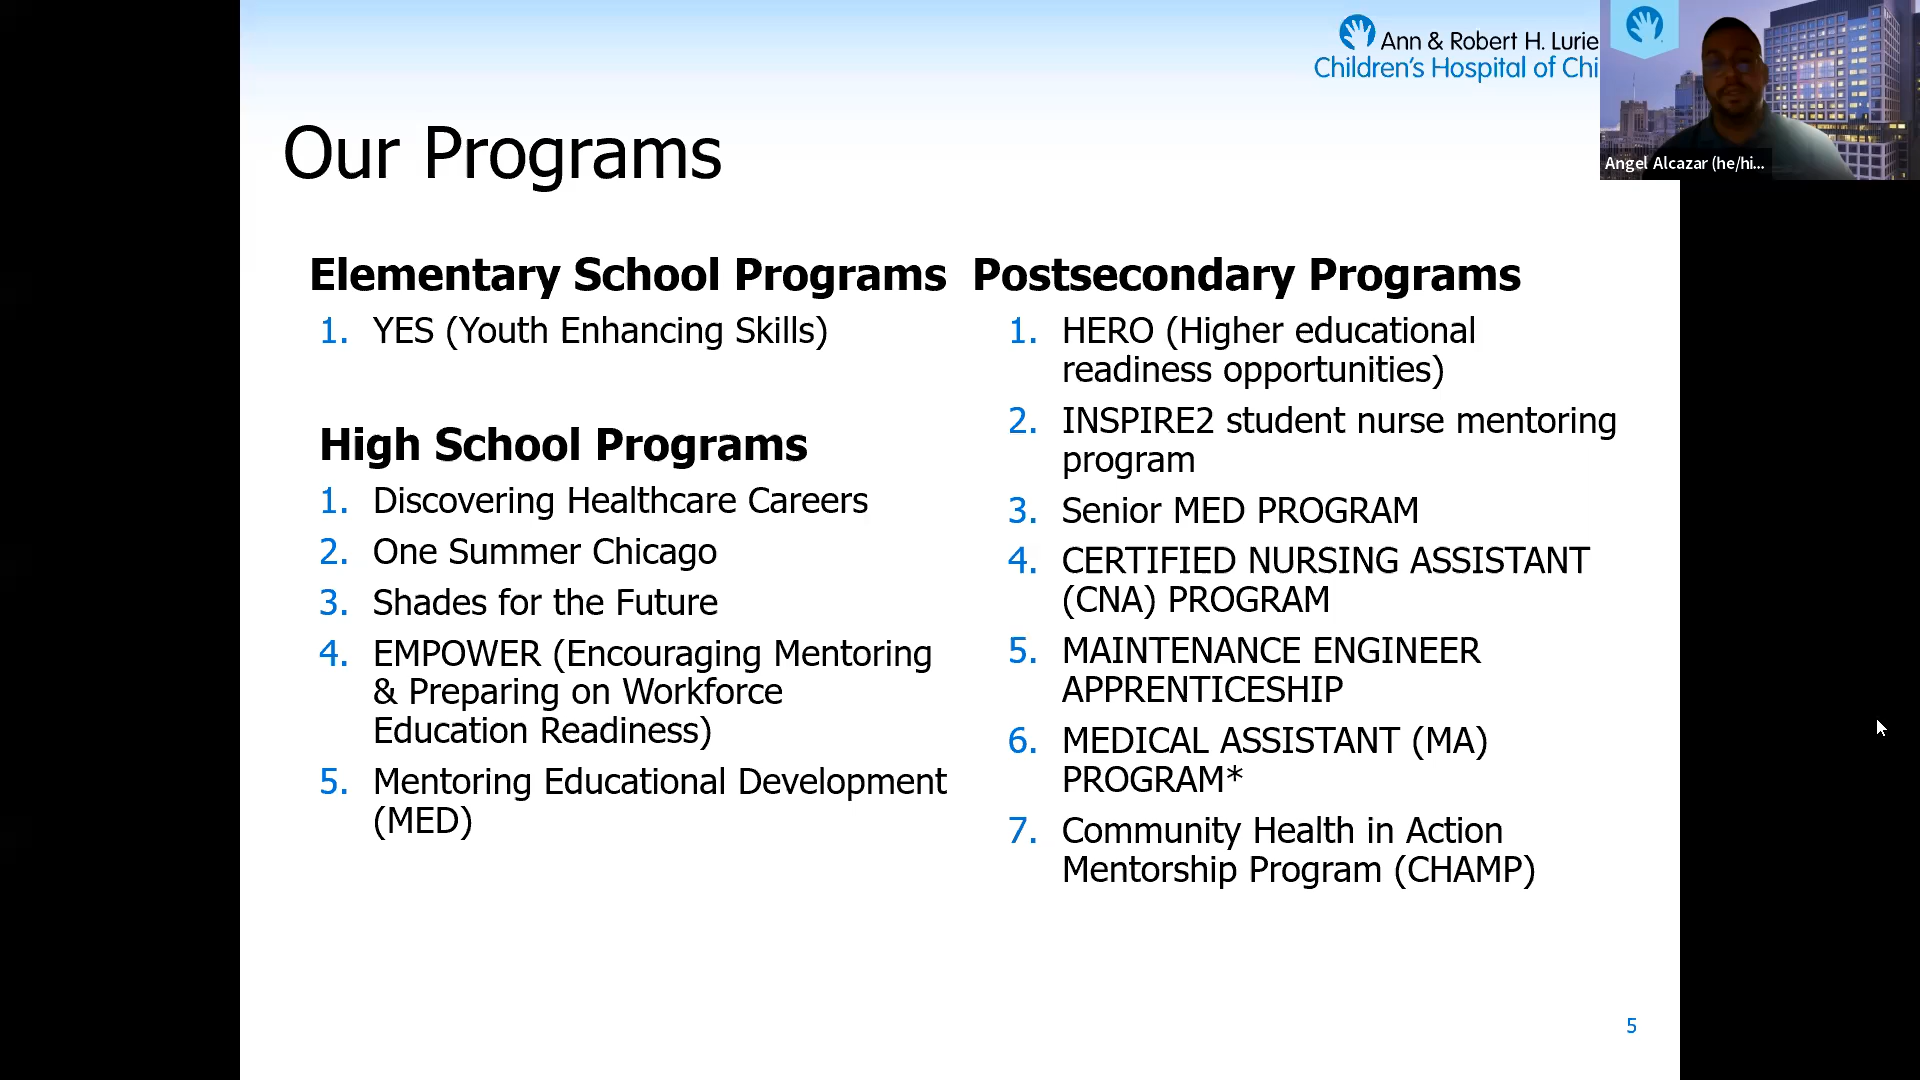 Ann & Robert H. Lurie
Children's Hospital of Chi
Angel Alcazar (he/hi...
Our Programs
Elementary School Programs
1. YES (Youth Enhancing Skills)
High School Programs
1. Discovering Healthcare Careers
2. One Summer Chicago
3. Shades for the Future
4. EMPOWER (Encouraging Mentoring
& Preparing on Workforce
Education Readiness)
5. Mentoring Educational Development
(MED)
Postsecondary Programs
1. HERO (Higher educational
readiness opportunities)
2. INSPIRE2 student nurse mentoring
program
3. Senior MED PROGRAM
4. CERTIFIED NURSING ASSISTANT
(CNA) PROGRAM
5. MAINTENANCE ENGINEER
APPRENTICESHIP
6. MEDICAL ASSISTANT (MA)
PROGRAM*
7. Community Health in Action
Mentorship Program (CHAMP)
5